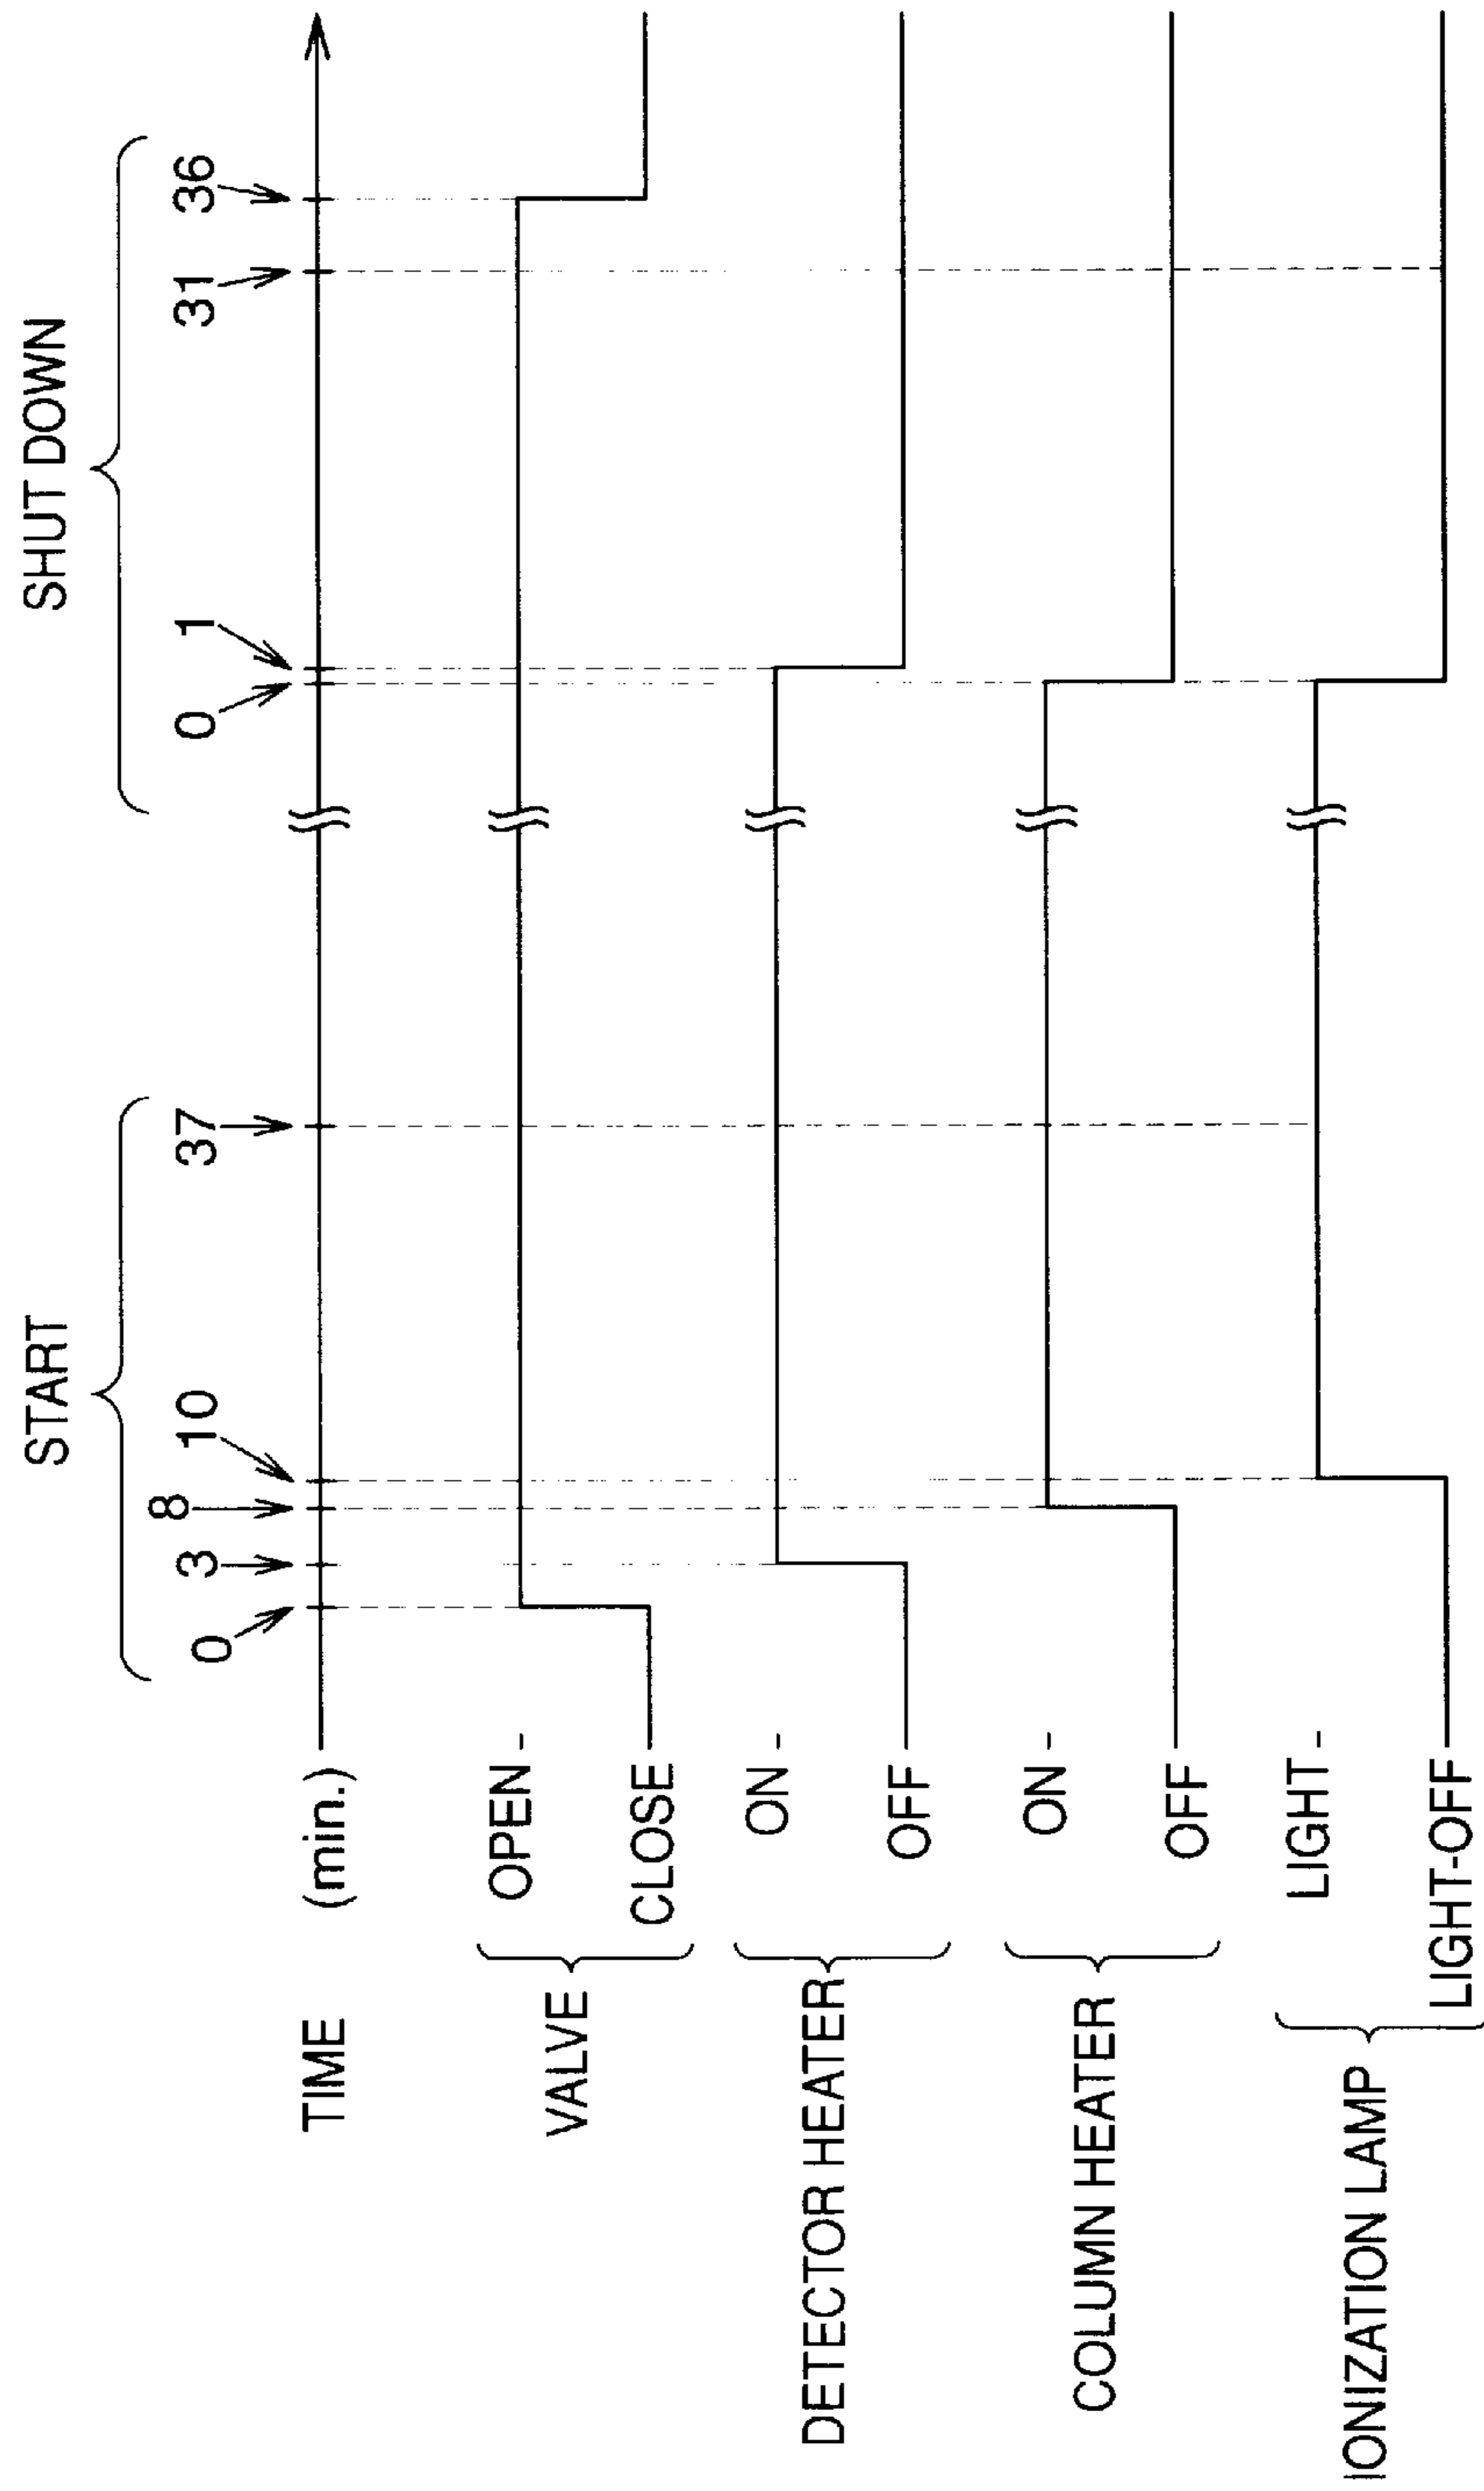 START
SHUT DOWN
0
3
8
10
37
0
1
31
36
TIME
(min.)
VALVE
OPEN
CLOSE
DETECTOR HEATER
ON
OFF
COLUMN HEATER
ON
OFF
IONIZATION LAMP
LIGHT
LIGHT-OFF